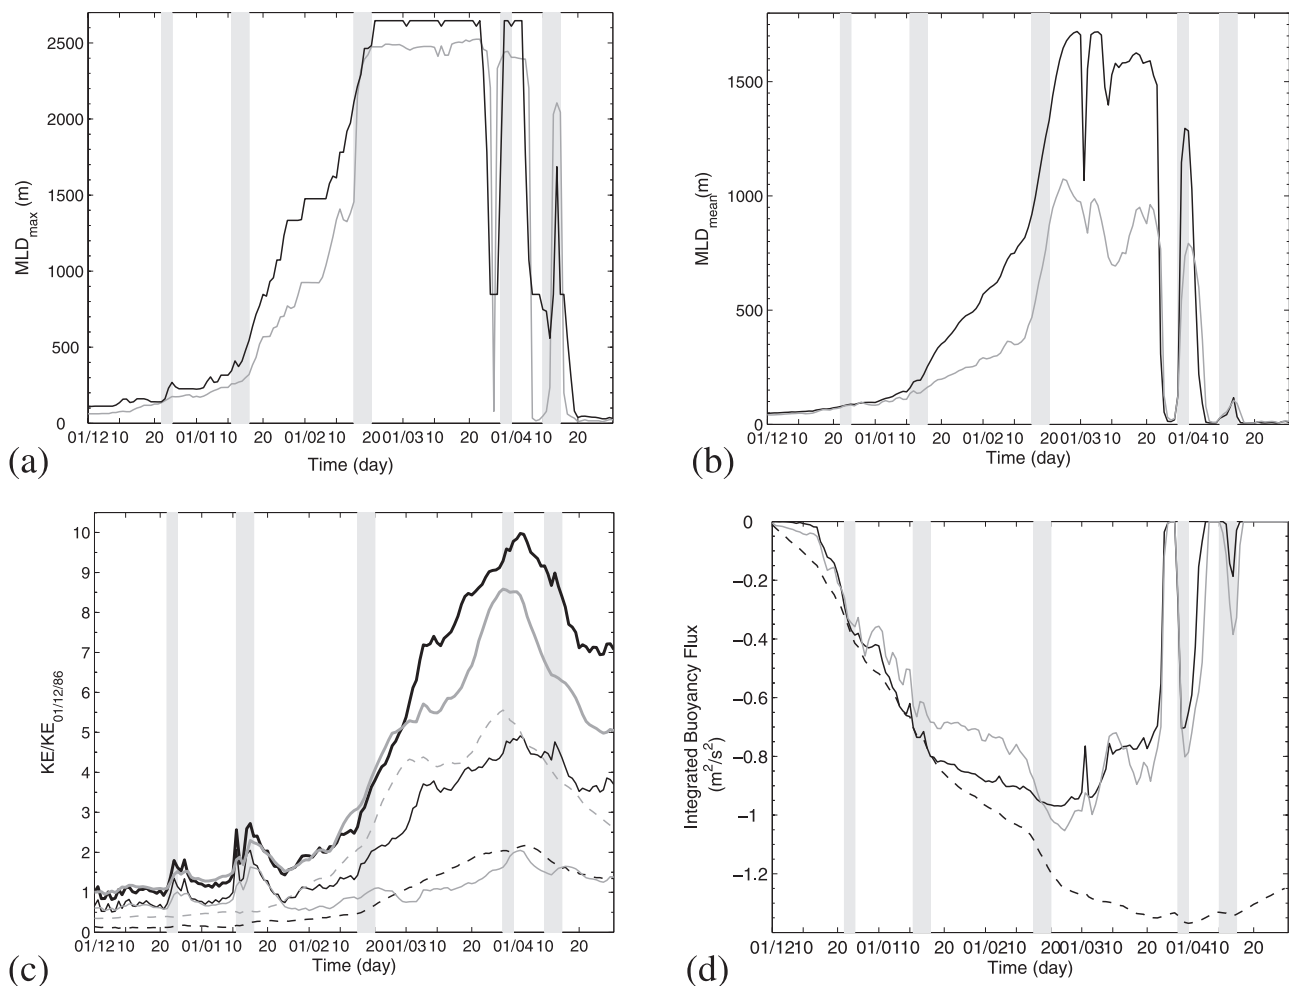 2500
2000
1500
1000
500
0
MLDmax (m)
01/12 10 20 01/01 10 20 01/02 10 20 01/03 10 20 01/04 10 20
Time (day)
(a)
1500
1000
500
0
MLDmean(m)
01/12 10 20 01/01 10 20 01/02 10 20 01/03 10 20 01/04 10 20
Time (day)
(b)
10
9
8
7
6
5
4
3
2
1
0
KE/KE01/12/86
01/12 10 20 01/01 10 20 01/02 10 20 01/03 10 20 01/04 10 20
Time (day)
(c)
0
−0.2
−0.4
−0.6
−0.8
−1
−1.2
Integrated Buoyancy Flux
(m²/s²)
01/12 10 20 01/01 10 20 01/02 10 20 01/03 10 20 01/04 10 20
Time (day)
(d)